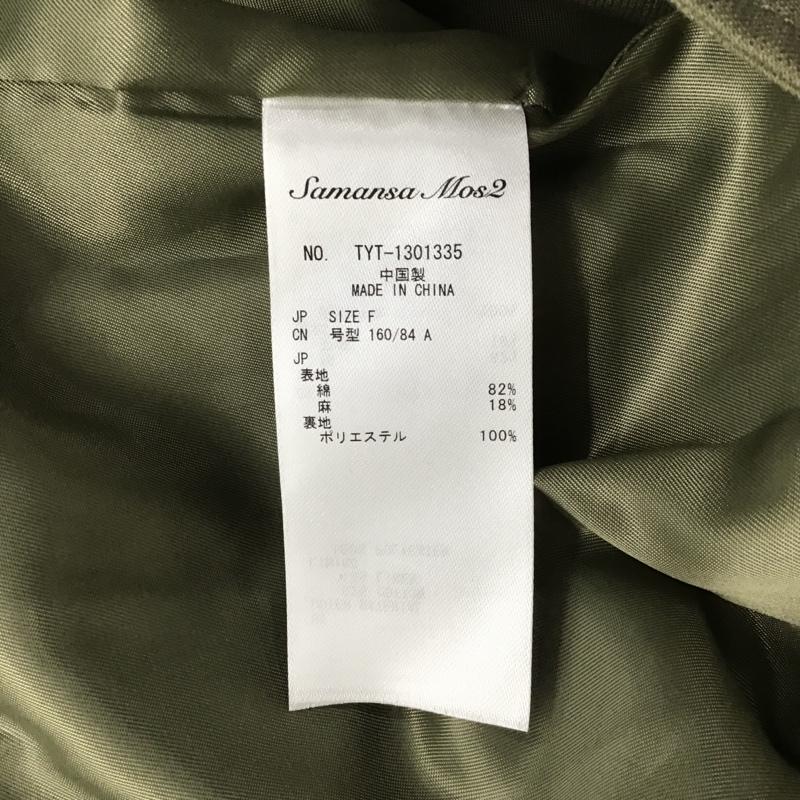 Samansa Mos2
NO. TYT-1301335
中国製
MADE IN CHINA
JP SIZE F
CN 号型 160/84 A
JP
表地
綿 82%
麻 18%
裏地
ポリエステル 100%